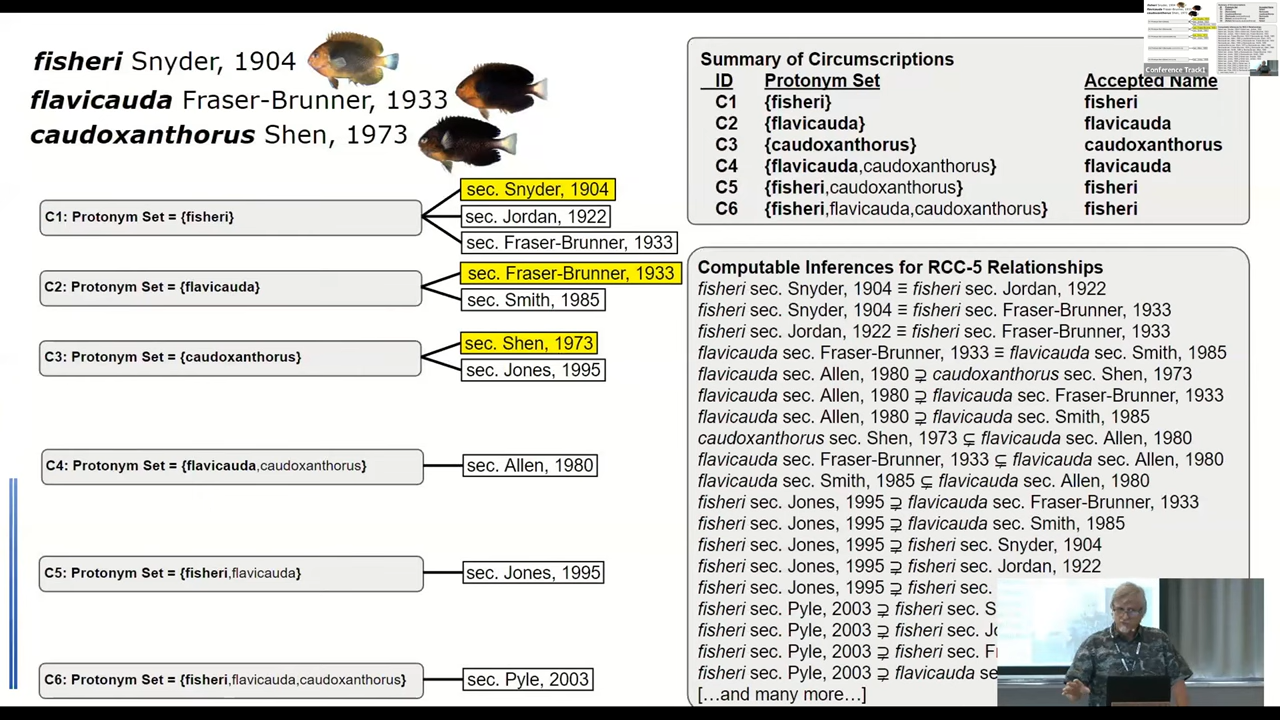 fisheri Snyder, 1904
flavicauda Fraser-Brunner, 1933
caudoxanthorus Shen, 1973
C1: Protonym Set = {fisheri}
sec. Snyder, 1904
sec. Jordan, 1922
sec. Fraser-Brunner, 1933
C2: Protonym Set = {flavicauda}
sec. Fraser-Brunner, 1933
sec. Smith, 1985
C3: Protonym Set = {caudoxanthorus}
sec. Shen, 1973
sec. Jones, 1995
C4: Protonym Set = {flavicauda,caudoxanthorus}
sec. Allen, 1980
C5: Protonym Set = {fisheri,flavicauda}
sec. Jones, 1995
C6: Protonym Set = {fisheri,flavicauda,caudoxanthorus}
sec. Pyle, 2003
Summary of Circumscriptions
ID Protonym Set Accepted Name
C1 {fisheri} fisheri
C2 {flavicauda} flavicauda
C3 {caudoxanthorus} caudoxanthorus
C4 {flavicauda,caudoxanthorus} flavicauda
C5 {fisheri,caudoxanthorus} fisheri
C6 {fisheri,flavicauda,caudoxanthorus} fisheri
Computable Inferences for RCC-5 Relationships
fisheri sec. Snyder, 1904 ≡ fisheri sec. Jordan, 1922
fisheri sec. Snyder, 1904 ≡ fisheri sec. Fraser-Brunner, 1933
fisheri sec. Jordan, 1922 ≡ fisheri sec. Fraser-Brunner, 1933
flavicauda sec. Fraser-Brunner, 1933 ≡ flavicauda sec. Smith, 1985
flavicauda sec. Allen, 1980 ⊋ caudoxanthorus sec. Shen, 1973
flavicauda sec. Allen, 1980 ⊋ flavicauda sec. Fraser-Brunner, 1933
flavicauda sec. Allen, 1980 ⊋ flavicauda sec. Smith, 1985
caudoxanthorus sec. Shen, 1973 ⊊ flavicauda sec. Allen, 1980
flavicauda sec. Fraser-Brunner, 1933 ⊊ flavicauda sec. Allen, 1980
flavicauda sec. Smith, 1985 ⊊ flavicauda sec. Allen, 1980
fisheri sec. Jones, 1995 ⊋ flavicauda sec. Fraser-Brunner, 1933
fisheri sec. Jones, 1995 ⊋ flavicauda sec. Smith, 1985
fisheri sec. Jones, 1995 ⊋ fisheri sec. Snyder, 1904
fisheri sec. Jones, 1995 ⊋ fisheri sec. Jordan, 1922
fisheri sec. Jones, 1995 ⊋ fisheri sec.
fisheri sec. Pyle, 2003 ⊋ fisheri sec. S
fisheri sec. Pyle, 2003 ⊋ fisheri sec. Jo
fisheri sec. Pyle, 2003 ⊋ fisheri sec. Fr
fisheri sec. Pyle, 2003 ⊋ flavicauda se
[…and many more…]
Conference Track1